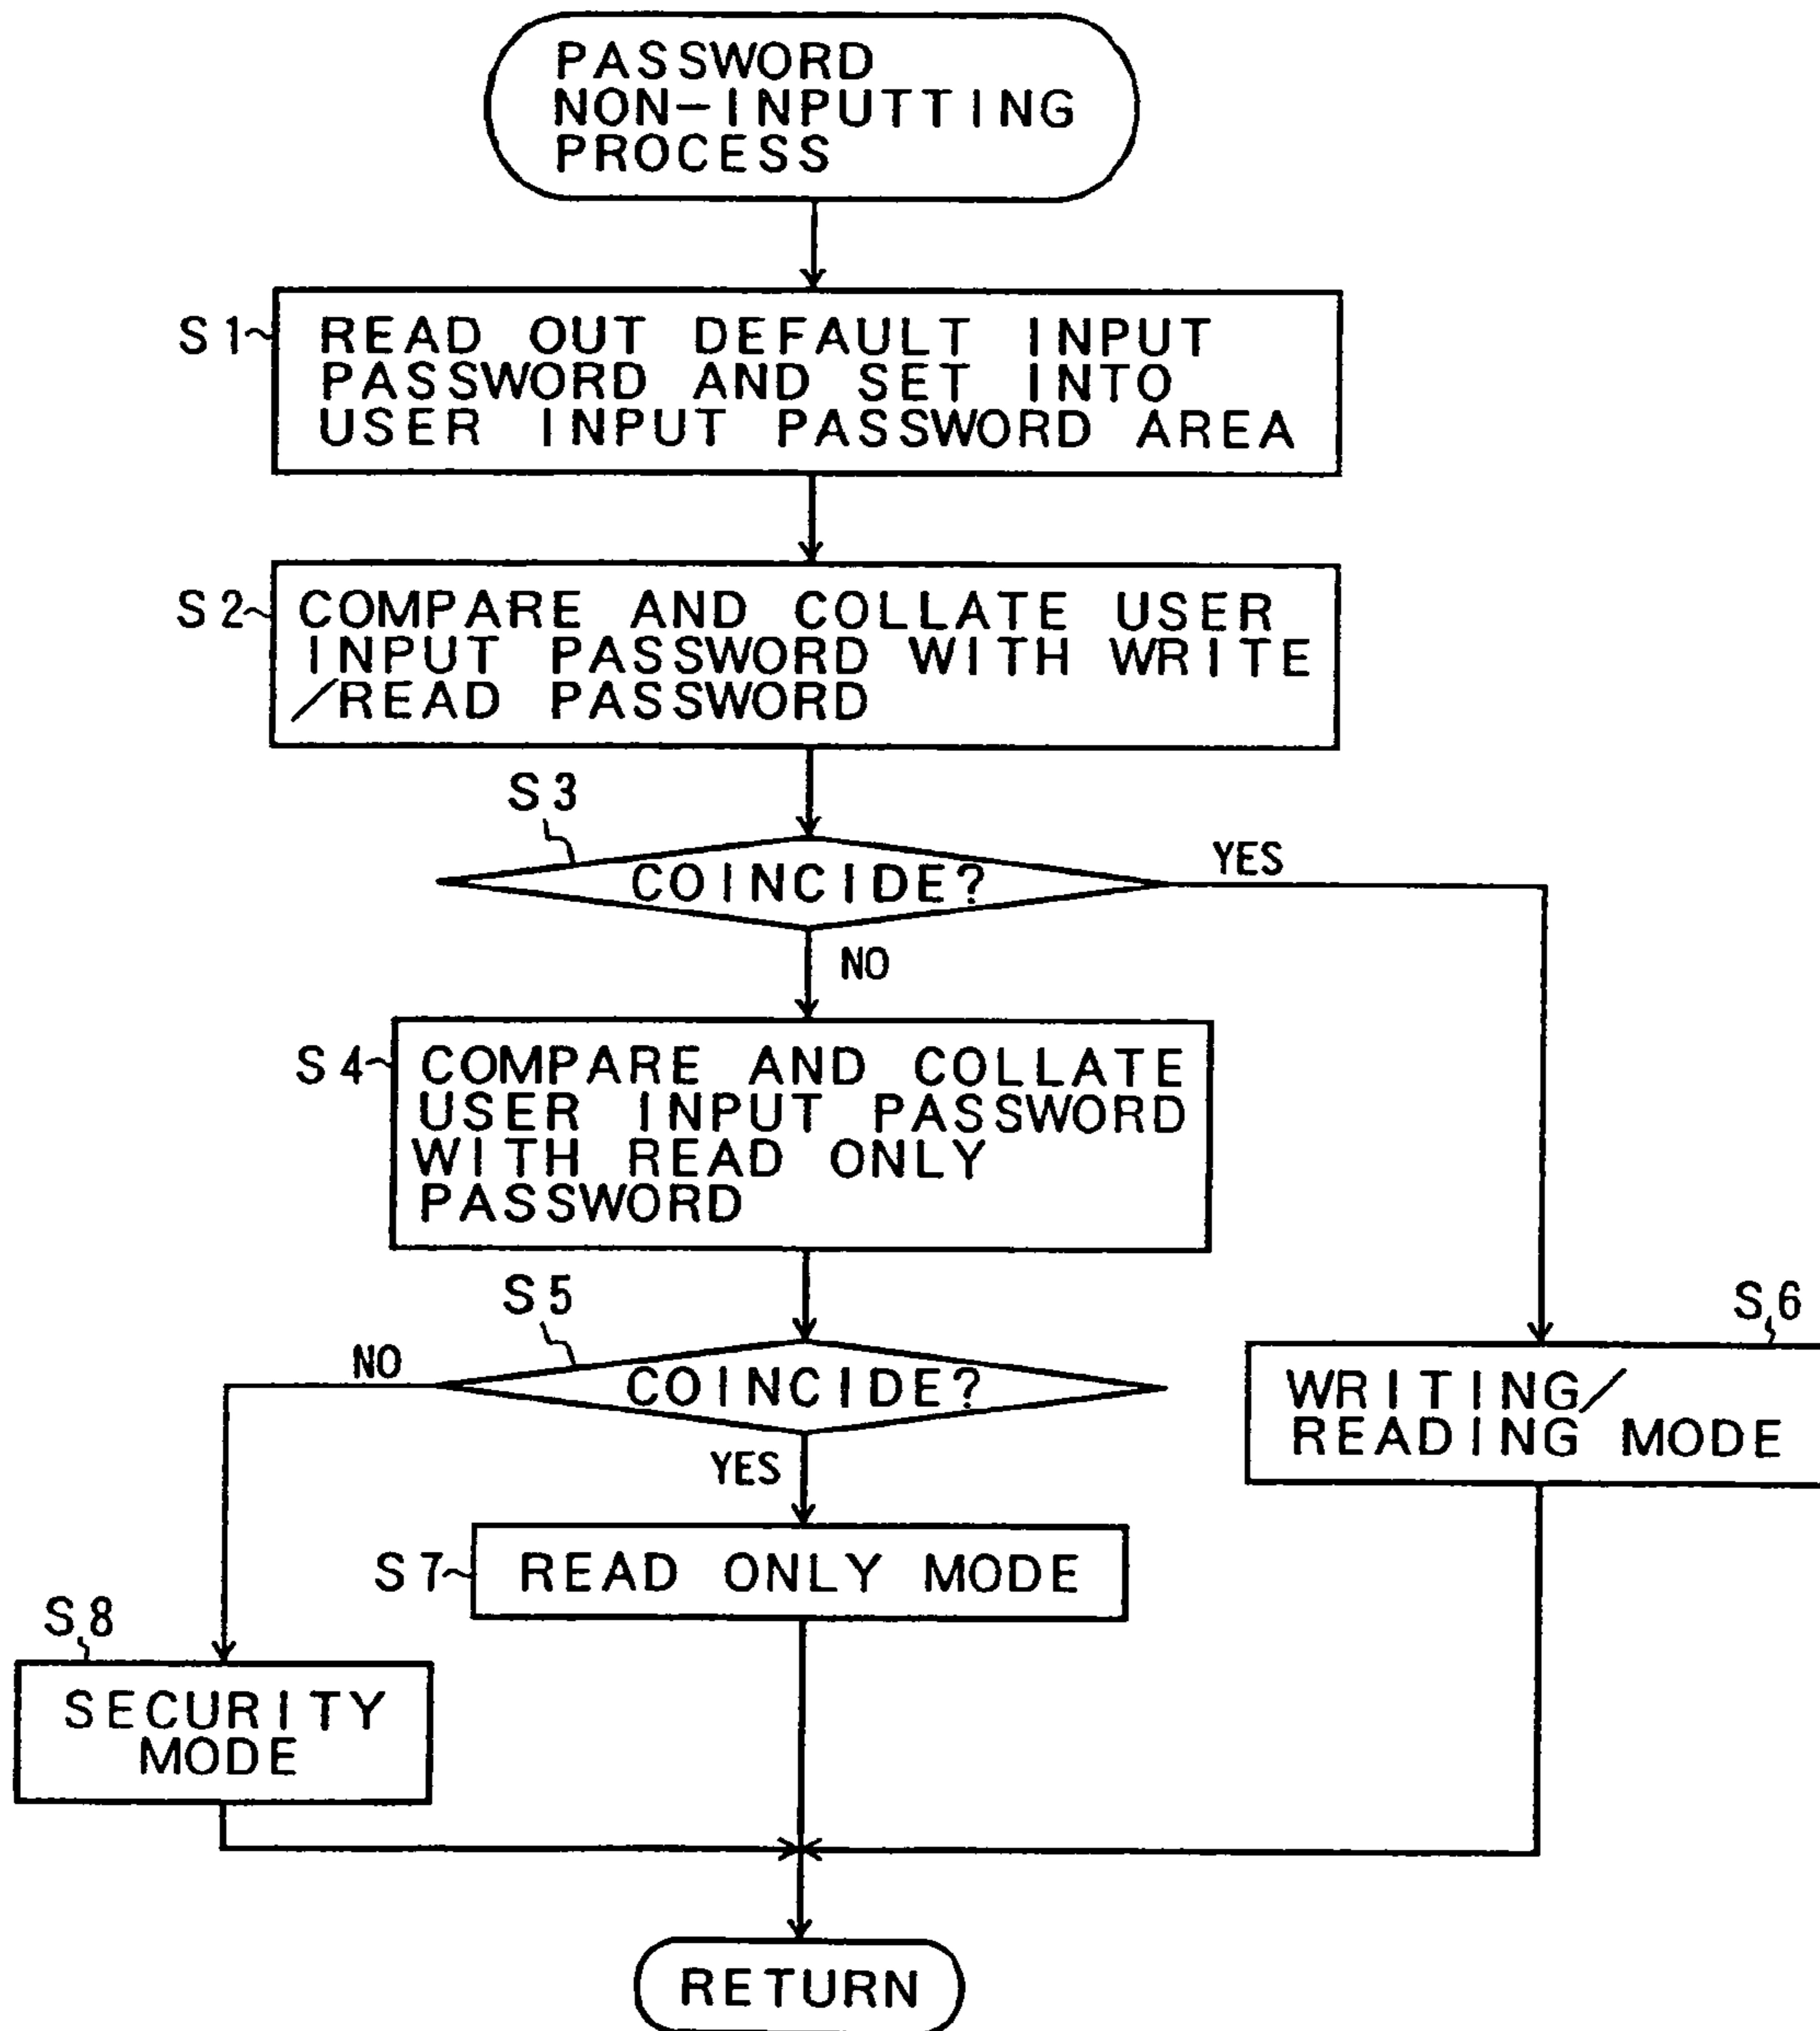 PASSWORD
NON-INPUTTING
PROCESS
S1
READ OUT DEFAULT INPUT
PASSWORD AND SET INTO
USER INPUT PASSWORD AREA
S2
COMPARE AND COLLATE USER
INPUT PASSWORD WITH WRITE
/READ PASSWORD
S3
COINCIDE?
YES
NO
S4
COMPARE AND COLLATE
USER INPUT PASSWORD
WITH READ ONLY
PASSWORD
S5
COINCIDE?
NO
YES
S6
WRITING/
READING MODE
S7
READ ONLY MODE
S8
SECURITY
MODE
RETURN